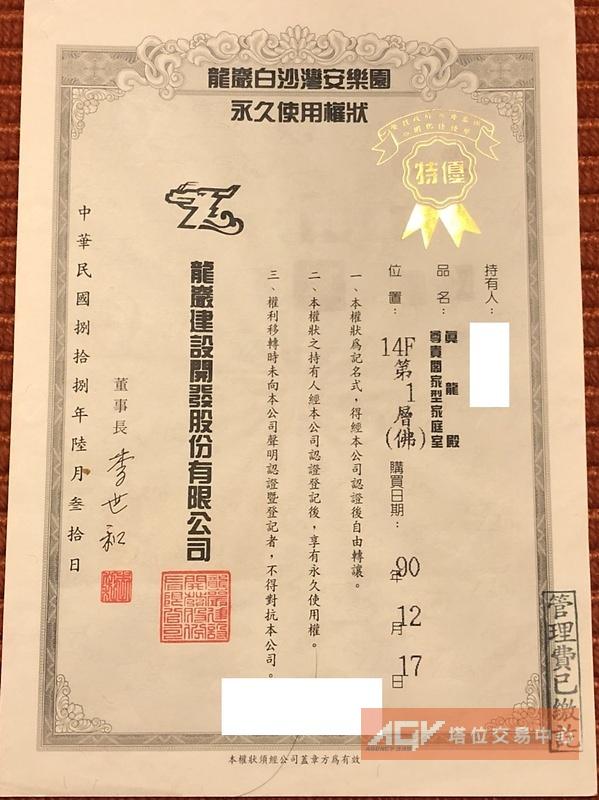 龍巖白沙灣安樂園
永久使用權狀
特優
持有人：
品名：
眞龍殿
尊貴國家型家庭室
位置：
14F第1層(佛)
購買日期：
90年12月17日
一、本權狀爲記名式，得經本公司認證後自由轉讓。
二、本權狀之持有人經本公司認證登記後，享有永久使用權。
三、權利移轉時未向本公司聲明認證暨登記者，不得對抗本公司。
龍巖建設開發股份有限公司
董事長 李世和
中華民國捌拾捌年陸月叁拾日
管理費已繳訖
AGV 塔位交易中
本權狀須經公司蓋章方爲有效